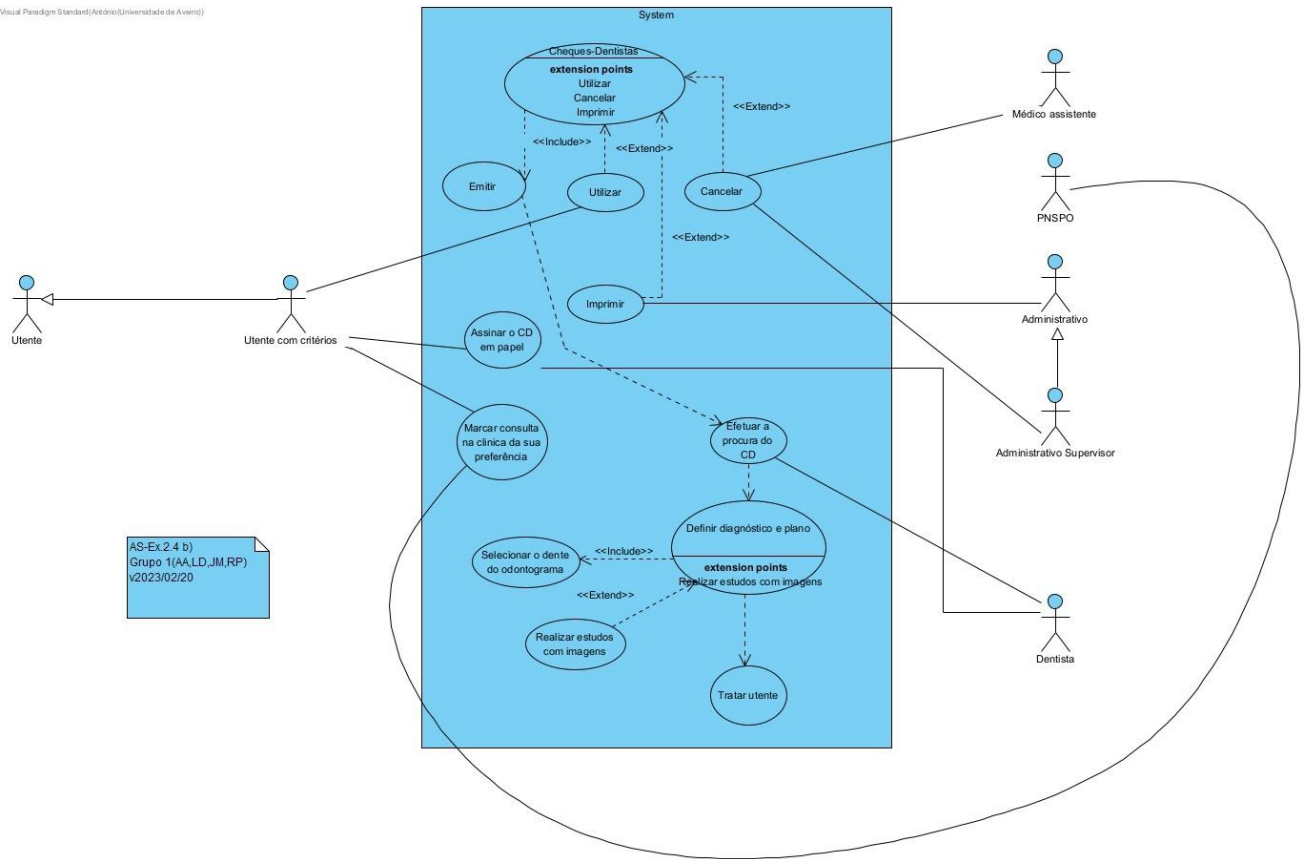 Visual Paradigm Standard(António(Universidade de Aveiro))
System
Cheques-Dentistas
extension points
Utilizar
Cancelar
Imprimir
<<Extend>>
Médico assistente
<<Include>>
<<Extend>>
Emitir
Utilizar
Cancelar
PNSPO
<<Extend>>
Imprimir
Administrativo
Utente
Utente com critérios
Assinar o CD
em papel
Marcar consulta
na clinica da sua
preferência
Efetuar a
procura do
CD
Administrativo Supervisor
Definir diagnóstico e plano
extension points
Realizar estudos com imagens
AS-Ex.2.4 b)
Grupo 1(AA,LD,JM,RP)
v2023/02/20
Selecionar o dente
do odontograma
<<Include>>
<<Extend>>
Realizar estudos
com imagens
Dentista
Tratar utente